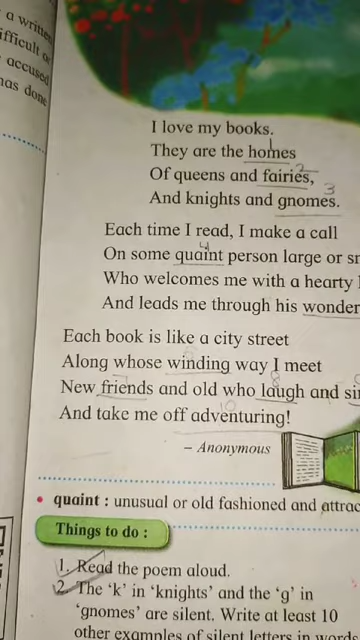 a written
difficult
accused
has done
I love my books.
They are the homes
Of queens and fairies,
And knights and gnomes.
Each time I read, I make a call
On some quaint person large or
Who welcomes me with a hearty
And leads me through his wonder
Each book is like a city street
Along whose winding way I meet
New friends and old who laugh and
And take me off adventuring!
– Anonymous
• quaint : unusual or old fashioned and
Things to do :
1. Read the poem aloud.
2. The ‘k’ in ‘knights’ and the ‘g’ in
‘gnomes’ are silent. Write at least 10
other examples of silent letters in words